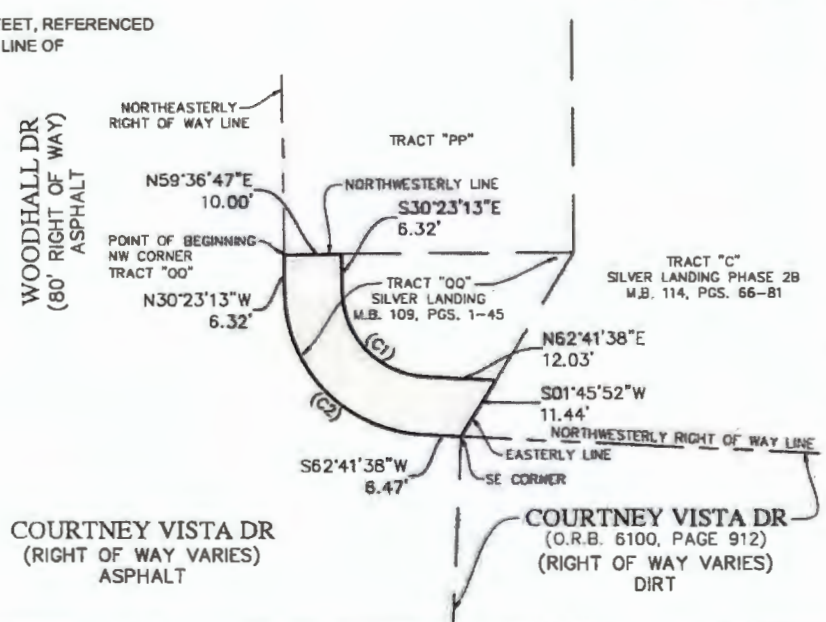 EET, REFERENCED
LINE OF
WOODHALL DR
(80' RIGHT OF WAY)
ASPHALT
NORTHEASTERLY
RIGHT OF WAY LINE
TRACT "PP"
N59°36'47"E
10.00'
NORTHWESTERLY LINE
S30°23'13"E
6.32'
POINT OF BEGINNING
NW CORNER
TRACT "QQ"
N30°23'13"W
6.32'
TRACT "QQ"
SILVER LANDING
M.B. 109, PGS. 1-45
TRACT "C"
SILVER LANDING PHASE 2B
M.B. 114, PGS. 66-81
(C1)
(C2)
N62°41'38"E
12.03'
S01°45'52"W
11.44'
NORTHWESTERLY RIGHT OF WAY LINE
EASTERLY LINE
SE CORNER
S62°41'38"W
6.47'
COURTNEY VISTA DR
(RIGHT OF WAY VARIES)
ASPHALT
COURTNEY VISTA DR
(O.R.B. 6100, PAGE 912)
(RIGHT OF WAY VARIES)
DIRT